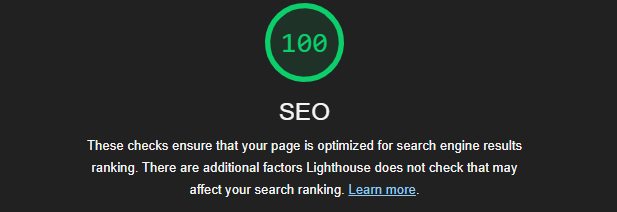 100
SEO
These checks ensure that your page is optimized for search engine results
ranking. There are additional factors Lighthouse does not check that may
affect your search ranking. Learn more.